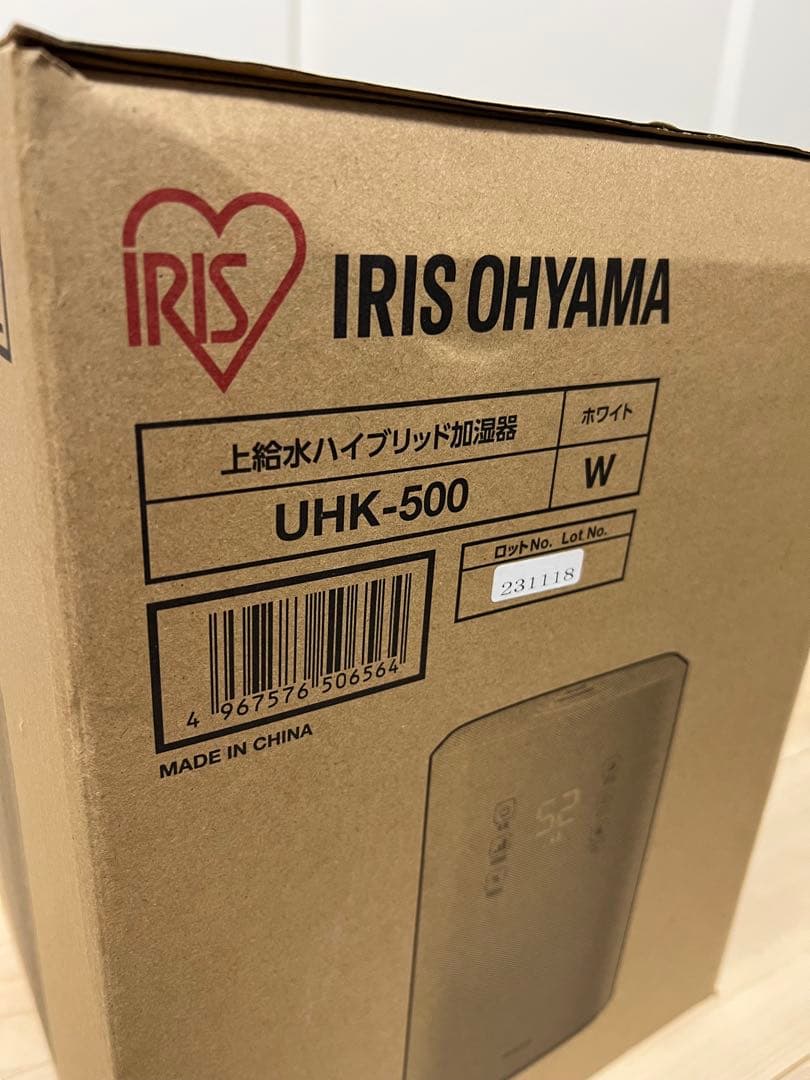 IRIS
IRIS OHYAMA
上給水ハイブリッド加湿器
ホワイト
UHK-500
W
ロットNo. Lot No.
231118
4 967576 506564
MADE IN CHINA
52